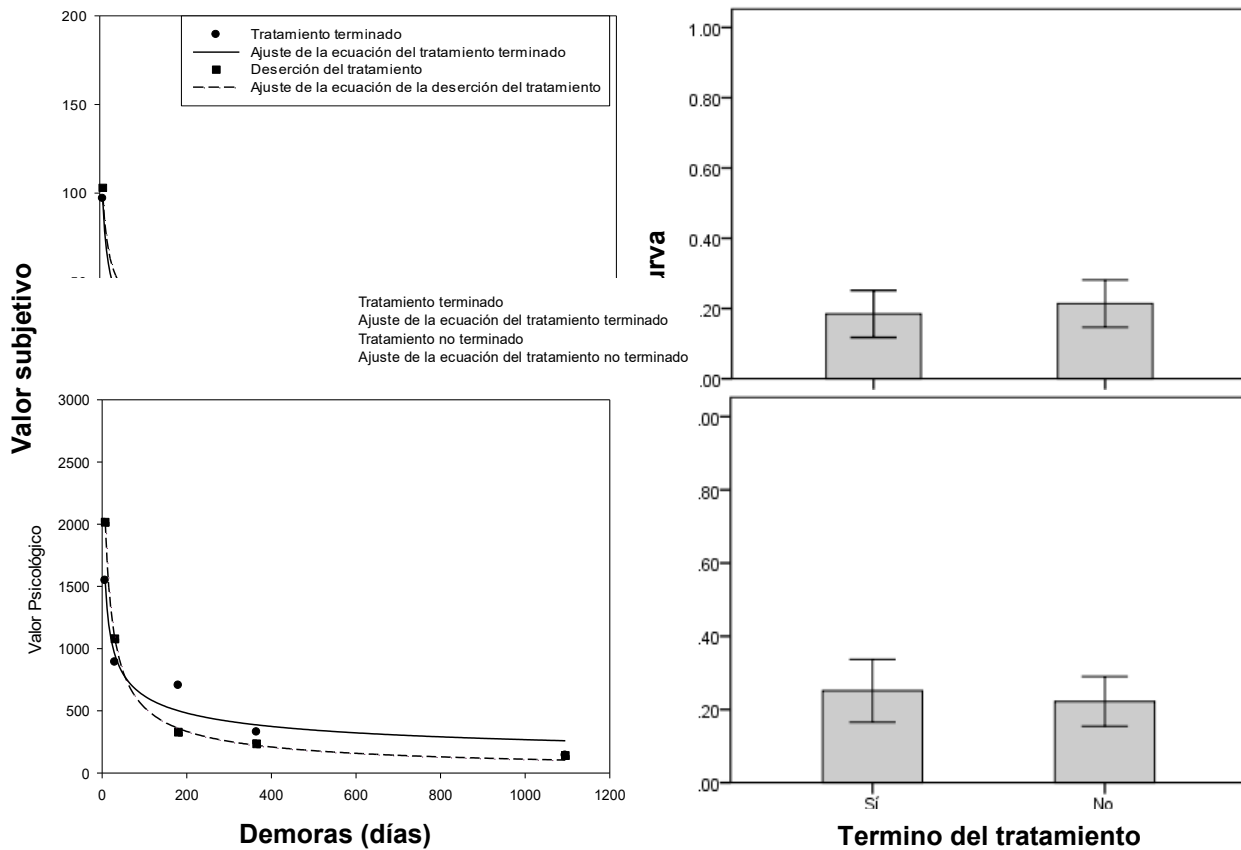 200
150
100
Tratamiento terminado
Ajuste de la ecuación del tratamiento terminado
Deserción del tratamiento
Ajuste de la ecuación de la deserción del tratamiento
Valor subjetivo
Tratamiento terminado
Ajuste de la ecuación del tratamiento terminado
Tratamiento no terminado
Ajuste de la ecuación del tratamiento no terminado
3000
2500
2000
1500
1000
500
0
Valor Psicológico
0 200 400 600 800 1000 1200
Demoras (días)
1.00
0.80
0.60
0.40
.20
.00
urva
.00
.80
.60
.40
.20
.00
Sí No
Termino del tratamiento